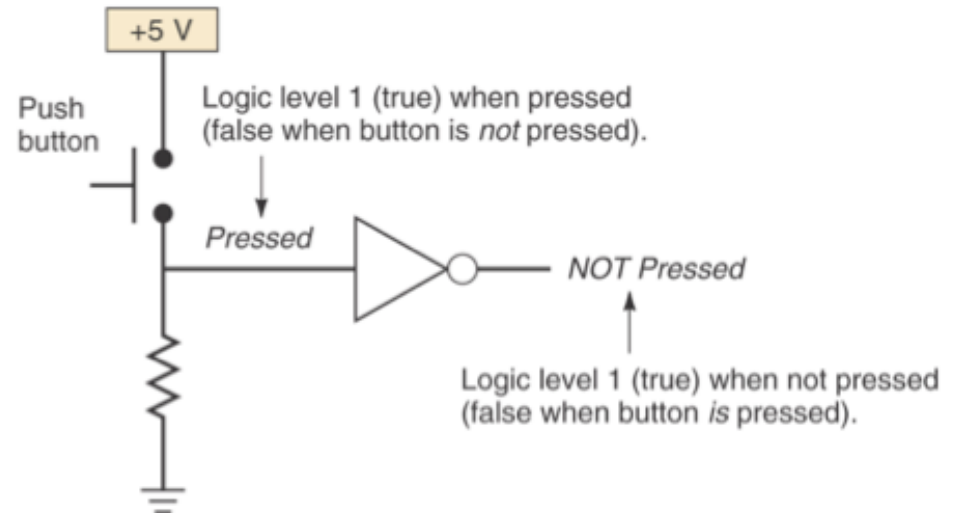 +5 V
Push
button
Logic level 1 (true) when pressed
(false when button is not pressed).
Pressed
NOT Pressed
Logic level 1 (true) when not pressed
(false when button is pressed).